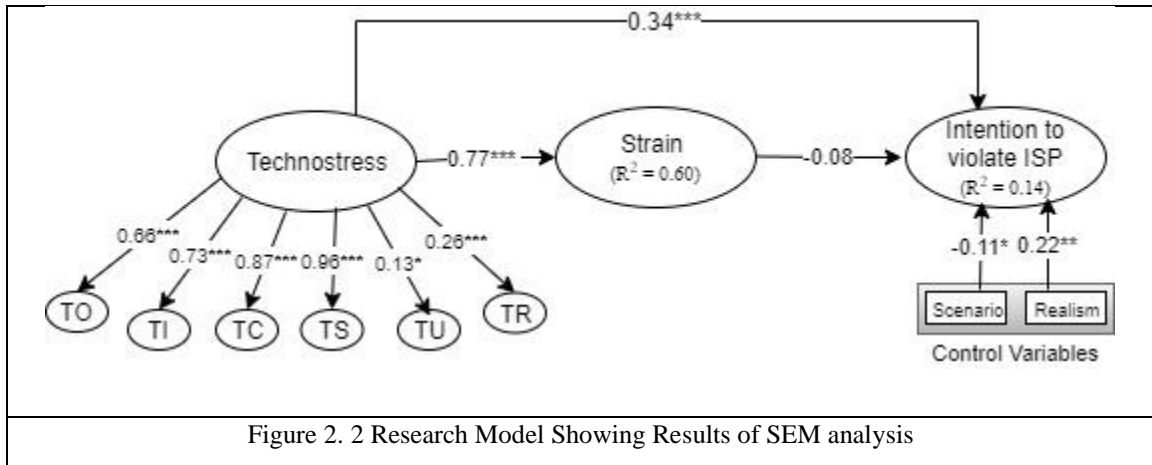 0.34***
Technostress
0.77***
Strain
(R² = 0.60)
-0.08
Intention to
violate ISP
(R² = 0.14)
0.66***
0.73***
0.87***
0.96***
0.13*
0.26***
-0.11*
0.22**
TO
TI
TC
TS
TU
TR
Scenario
Realism
Control Variables
Figure 2. 2 Research Model Showing Results of SEM analysis